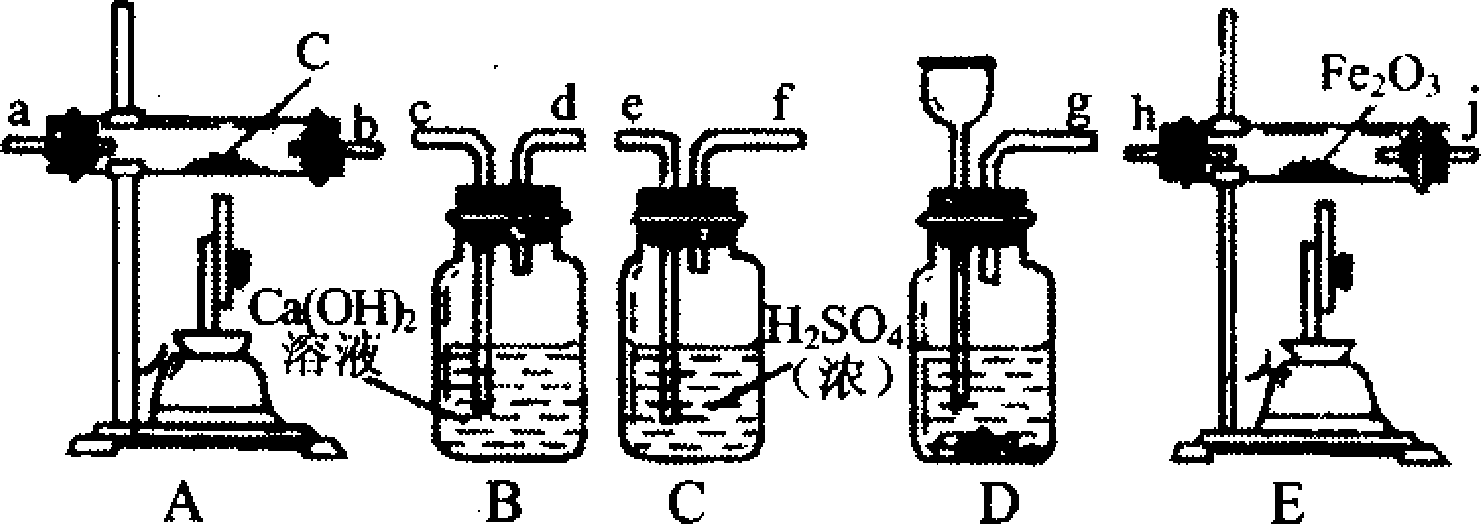 C
a
b
c
d
e
f
g
h
Fe₂O₃
j
Ca(OH)₂
溶液
H₂SO₄
（浓）
A
B
C
D
E